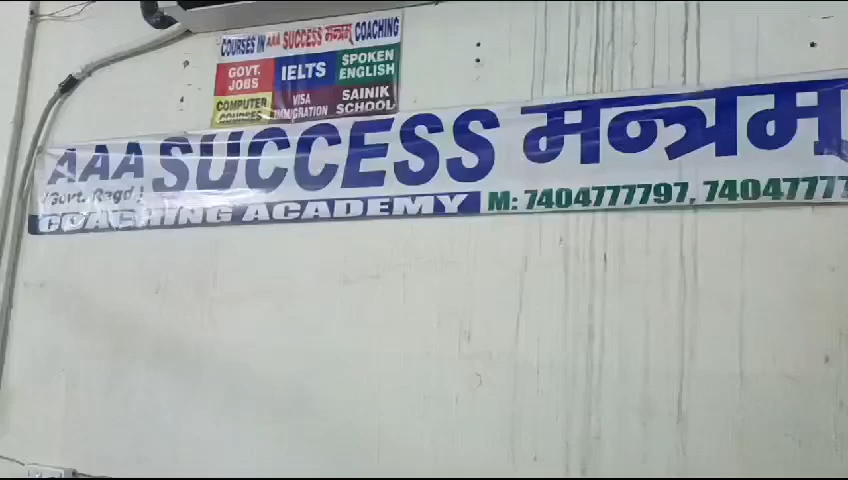 COURSES IN AAA SUCCESS मन्त्रम् COACHING
GOVT. JOBS
IELTS
SPOKEN ENGLISH
COMPUTER COURSES
VISA IMMIGRATION
SAINIK SCHOOL
AAA SUCCESS मन्त्रम्
(Govt. Regd.)
COACHING ACADEMY M: 7404777797, 74047777